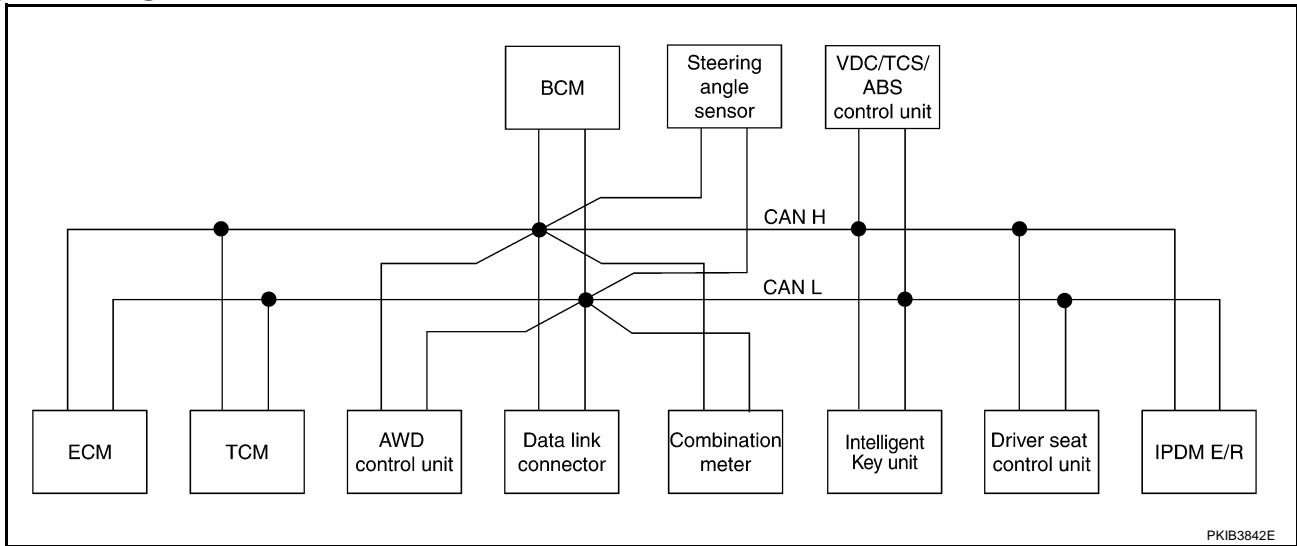 BCM
Steering
angle
sensor
VDC/TCS/
ABS
control unit
CAN H
CAN L
ECM
TCM
AWD
control unit
Data link
connector
Combination
meter
Intelligent
Key unit
Driver seat
control unit
IPDM E/R
PKIB3842E